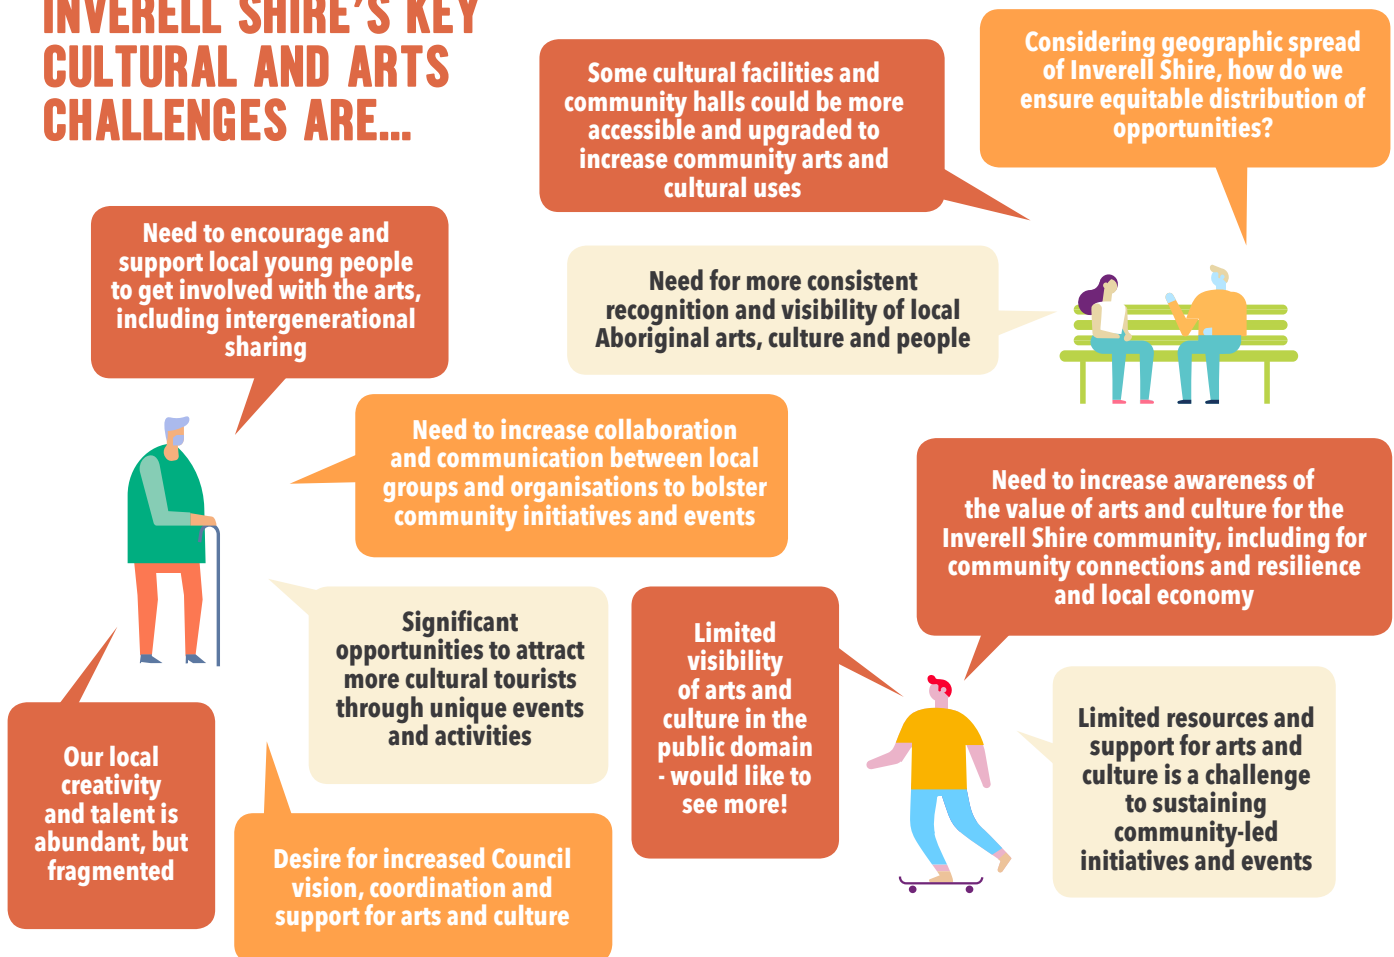 INVERELL SHIRE'S KEY
CULTURAL AND ARTS
CHALLENGES ARE...
Some cultural facilities and
community halls could be more
accessible and upgraded to
increase community arts and
cultural uses
Considering geographic spread
of Inverell Shire, how do we
ensure equitable distribution of
opportunities?
Need to encourage and
support local young people
to get involved with the arts,
including intergenerational
sharing
Need for more consistent
recognition and visibility of local
Aboriginal arts, culture and people
Need to increase collaboration
and communication between local
groups and organisations to bolster
community initiatives and events
Need to increase awareness of
the value of arts and culture for the
Inverell Shire community, including for
community connections and resilience
and local economy
Significant
opportunities to attract
more cultural tourists
through unique events
and activities
Limited
visibility
of arts and
culture in the
public domain
- would like to
see more!
Limited resources and
support for arts and
culture is a challenge
to sustaining
community-led
initiatives and events
Our local
creativity
and talent is
abundant, but
fragmented
Desire for increased Council
vision, coordination and
support for arts and culture